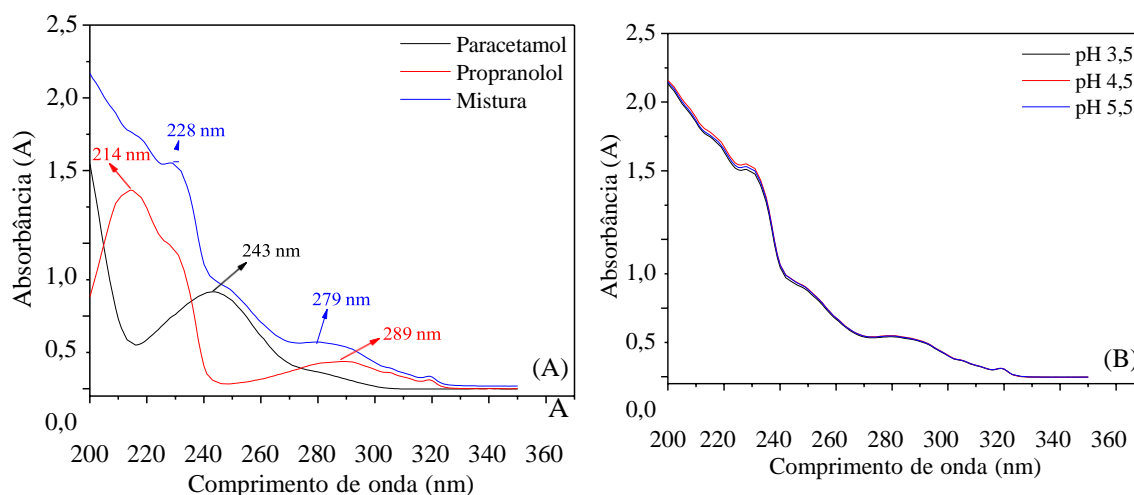 2,5
2,0
1,5
1,0
0,5
0,0
Absorbância (A)
Paracetamol
Propranolol
Mistura
228 nm
214 nm
243 nm
279 nm
289 nm
(A)
A
200 220 240 260 280 300 320 340 360
Comprimento de onda (nm)
2,5
2,0
1,5
1,0
0,5
0,0
Absorbância (A)
pH 3,5
pH 4,5
pH 5,5
(B)
200 220 240 260 280 300 320 340 360
Comprimento de onda (nm)